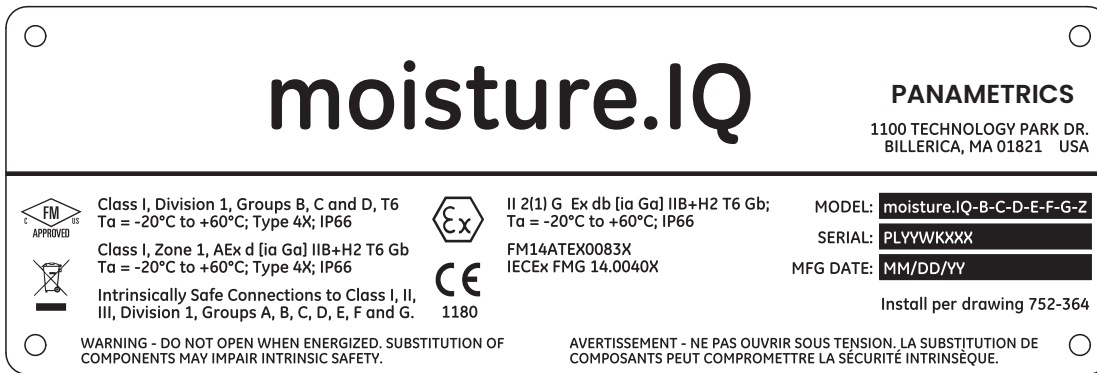 moisture.IQ
PANAMETRICS
1100 TECHNOLOGY PARK DR.
BILLERICA, MA 01821 USA
C FM US
APPROVED
Class I, Division 1, Groups B, C and D, T6
Ta = -20°C to +60°C; Type 4X; IP66
Class I, Zone 1, AEx d [ia Ga] IIB+H2 T6 Gb
Ta = -20°C to +60°C; Type 4X; IP66
Intrinsically Safe Connections to Class I, II,
III, Division 1, Groups A, B, C, D, E, F and G.
Ex
CE
1180
II 2(1) G Ex db [ia Ga] IIB+H2 T6 Gb;
Ta = -20°C to +60°C; IP66
FM14ATEX0083X
IECEx FMG 14.0040X
MODEL: moisture.IQ-B-C-D-E-F-G-Z
SERIAL: PLYYWKXXX
MFG DATE: MM/DD/YY
Install per drawing 752-364
WARNING - DO NOT OPEN WHEN ENERGIZED. SUBSTITUTION OF
COMPONENTS MAY IMPAIR INTRINSIC SAFETY.
AVERTISSEMENT - NE PAS OUVRIR SOUS TENSION. LA SUBSTITUTION DE
COMPOSANTS PEUT COMPROMETTRE LA SÉCURITÉ INTRINSÈQUE.